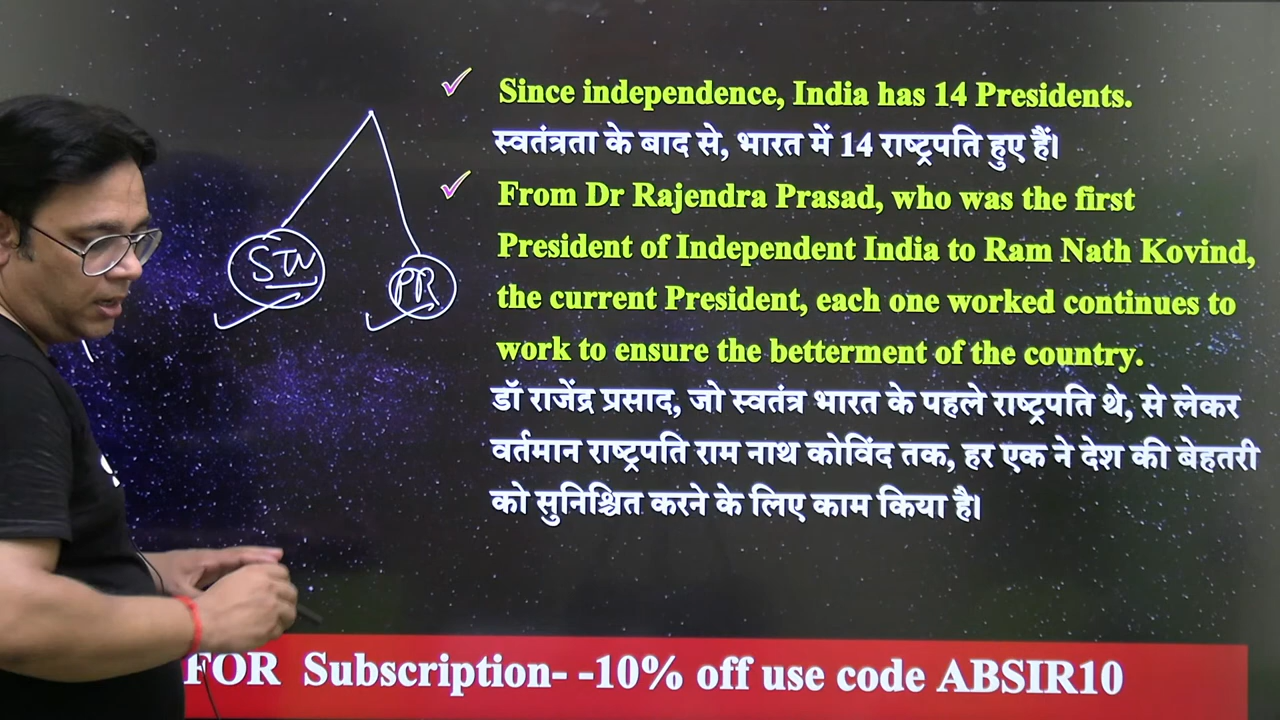 Since independence, India has 14 Presidents.
स्वतंत्रता के बाद से, भारत में 14 राष्ट्रपति हुए हैं।
From Dr Rajendra Prasad, who was the first
President of Independent India to Ram Nath Kovind,
the current President, each one worked continues to
work to ensure the betterment of the country.
डॉ राजेंद्र प्रसाद, जो स्वतंत्र भारत के पहले राष्ट्रपति थे, से लेकर
वर्तमान राष्ट्रपति राम नाथ कोविंद तक, हर एक ने देश की बेहतरी
को सुनिश्चित करने के लिए काम किया है।
PR
FOR Subscription- -10% off use code ABSIR10